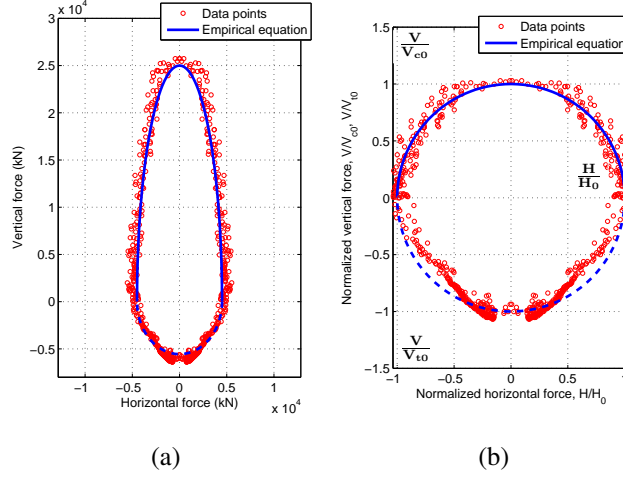 x 10^4
3
2.5
2
1.5
1
0.5
0
−0.5
−1
−0.5
0
0.5
1
x 10^4
Vertical force (kN)
Horizontal force (kN)
Data points
Empirical equation
(a)
1.5
1
0.5
0
−0.5
−1
−1.5
−1
−0.5
0
0.5
1
Normalized vertical force, V/V_c0, V/V_t0
Normalized horizontal force, H/H_0
Data points
Empirical equation
V/V_c0
H/H_0
V/V_t0
(b)